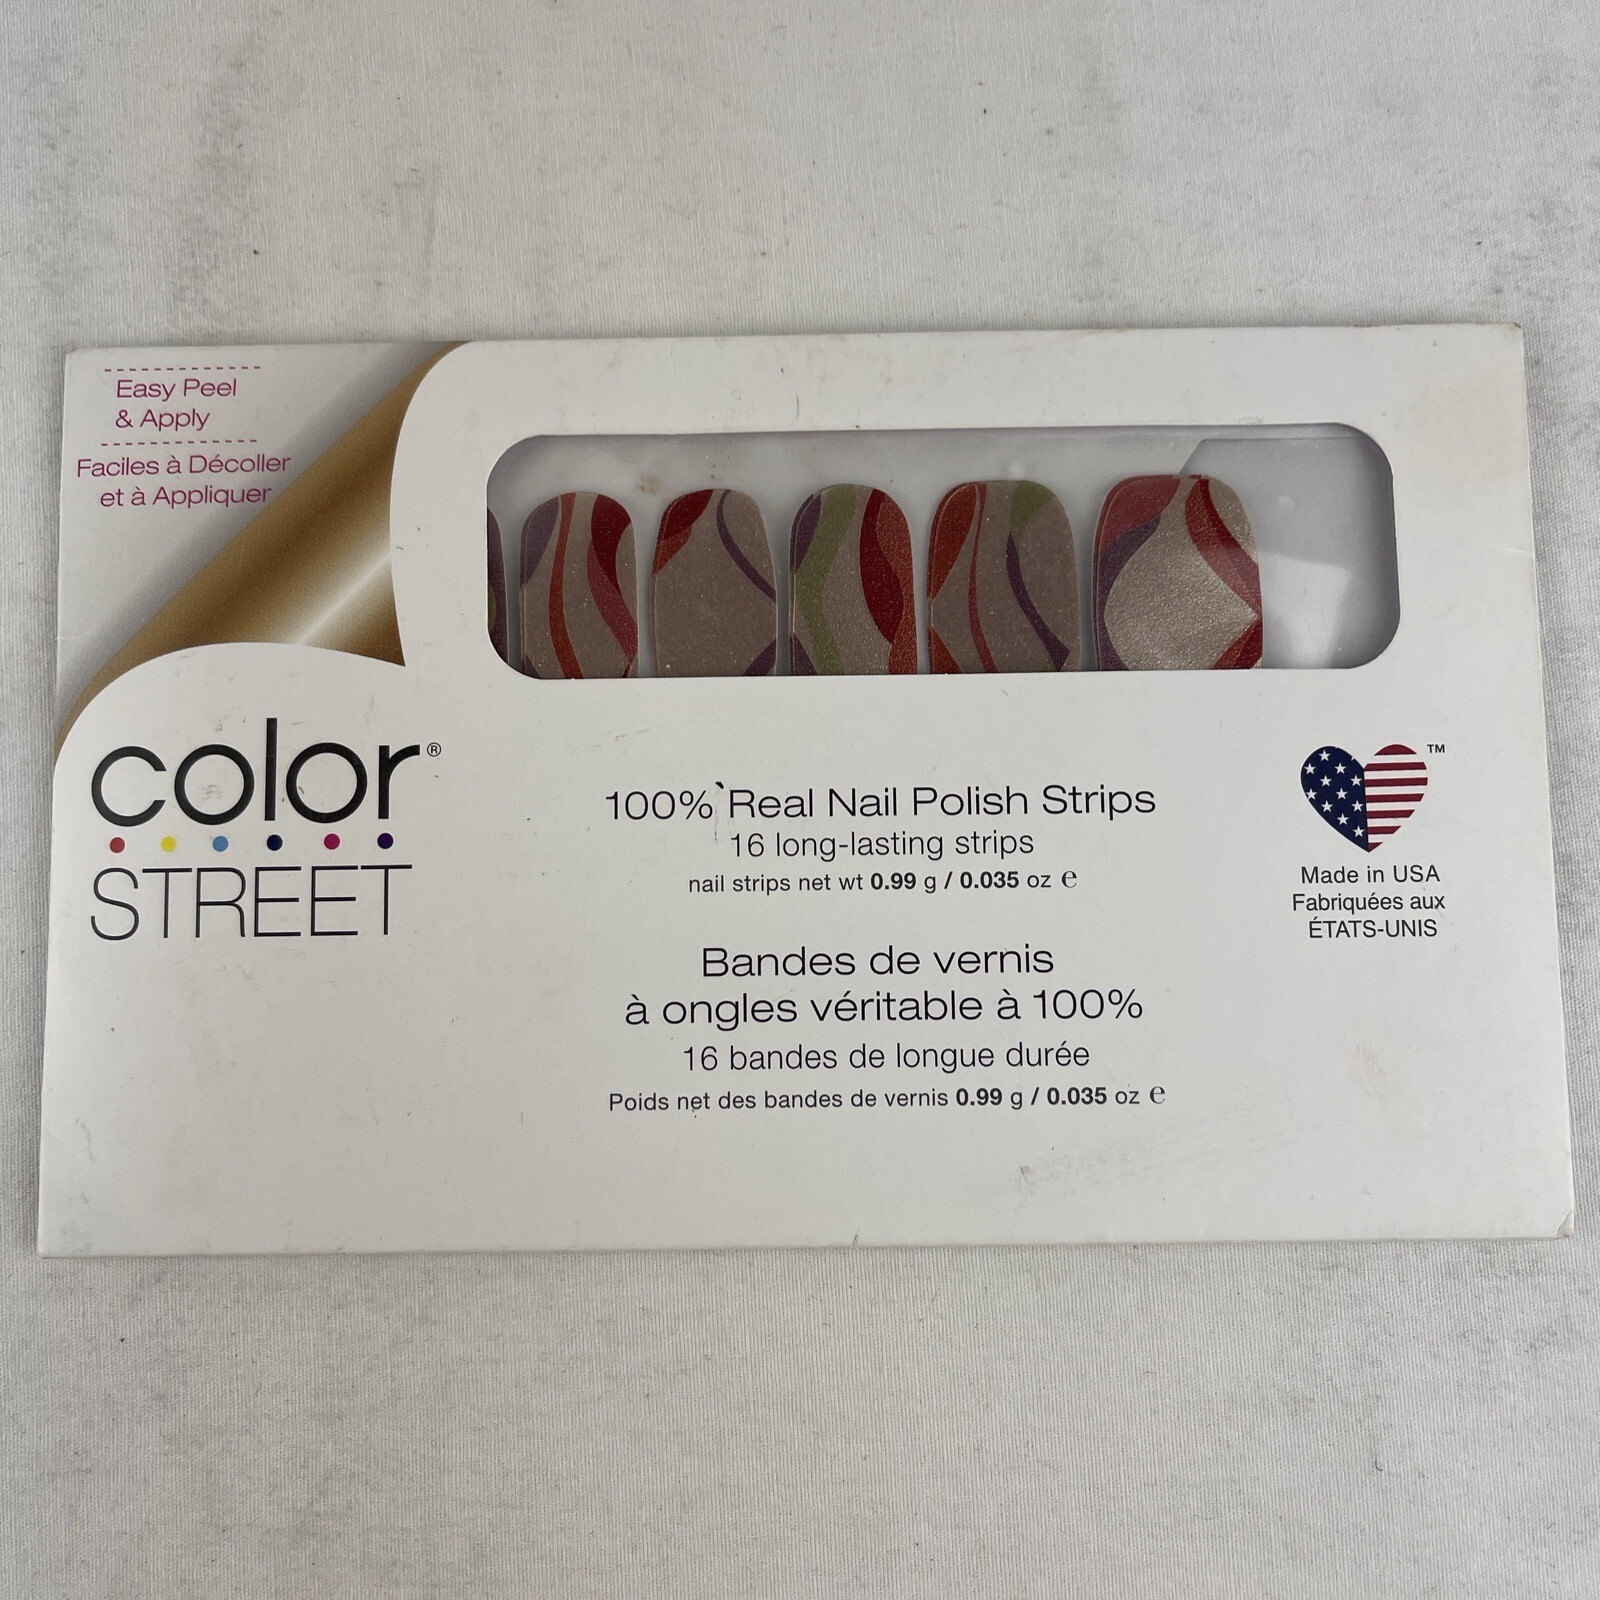 Easy Peel
& Apply
Faciles à Décoller
et à Appliquer
color®
STREET
100% Real Nail Polish Strips
16 long-lasting strips
nail strips net wt 0.99 g / 0.035 oz ℮
Bandes de vernis
à ongles véritable à 100%
16 bandes de longue durée
Poids net des bandes de vernis 0.99 g / 0.035 oz ℮
TM
Made in USA
Fabriquées aux
ÉTATS-UNIS